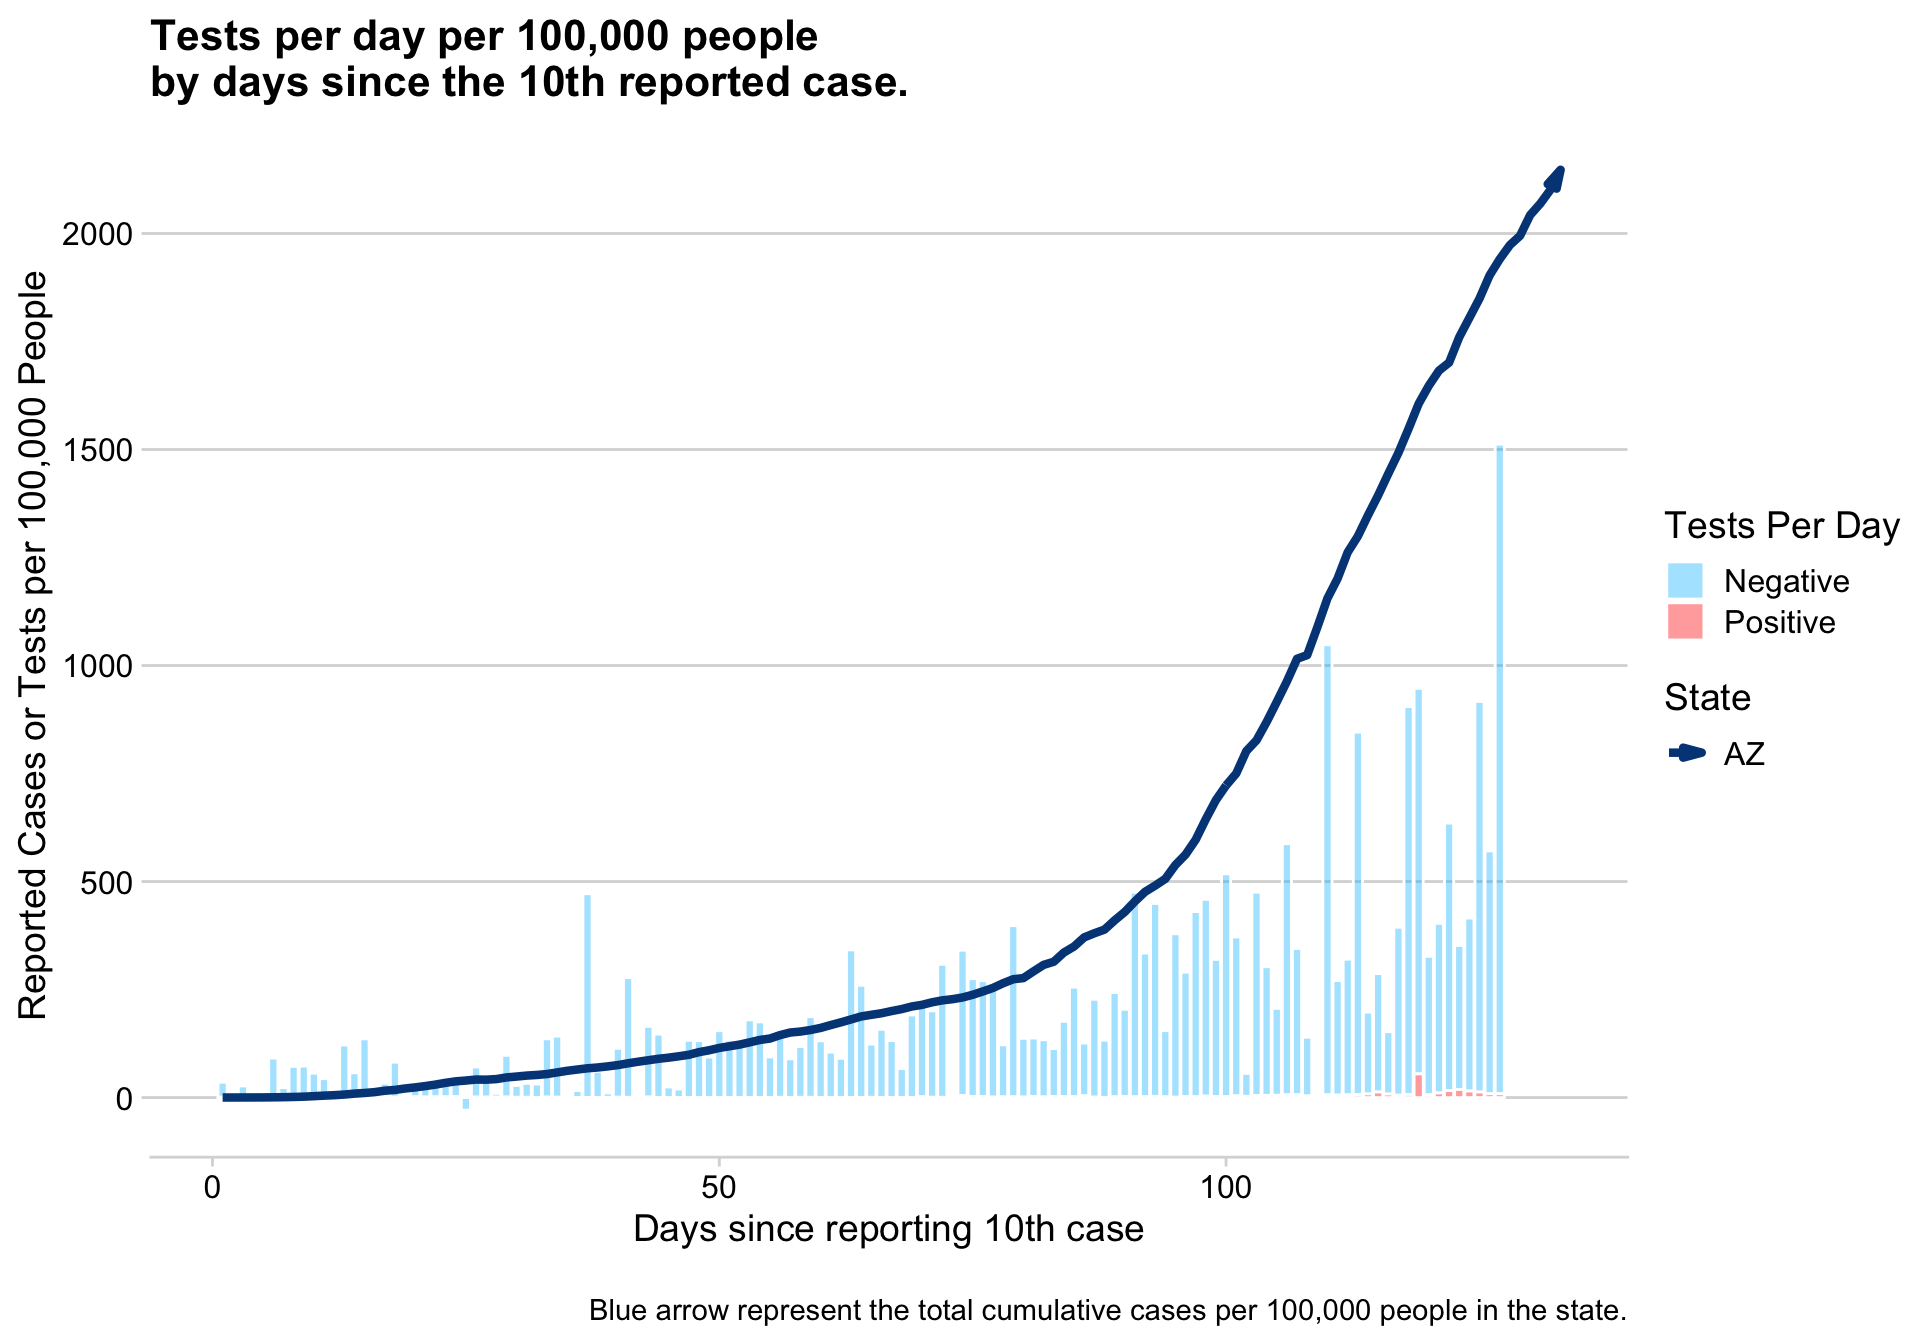 Tests per day per 100,000 people
by days since the 10th reported case.
Reported Cases or Tests per 100,000 People
2000
1500
1000
500
0
0
50
100
Days since reporting 10th case
Tests Per Day
Negative
Positive
State
AZ
Blue arrow represent the total cumulative cases per 100,000 people in the state.